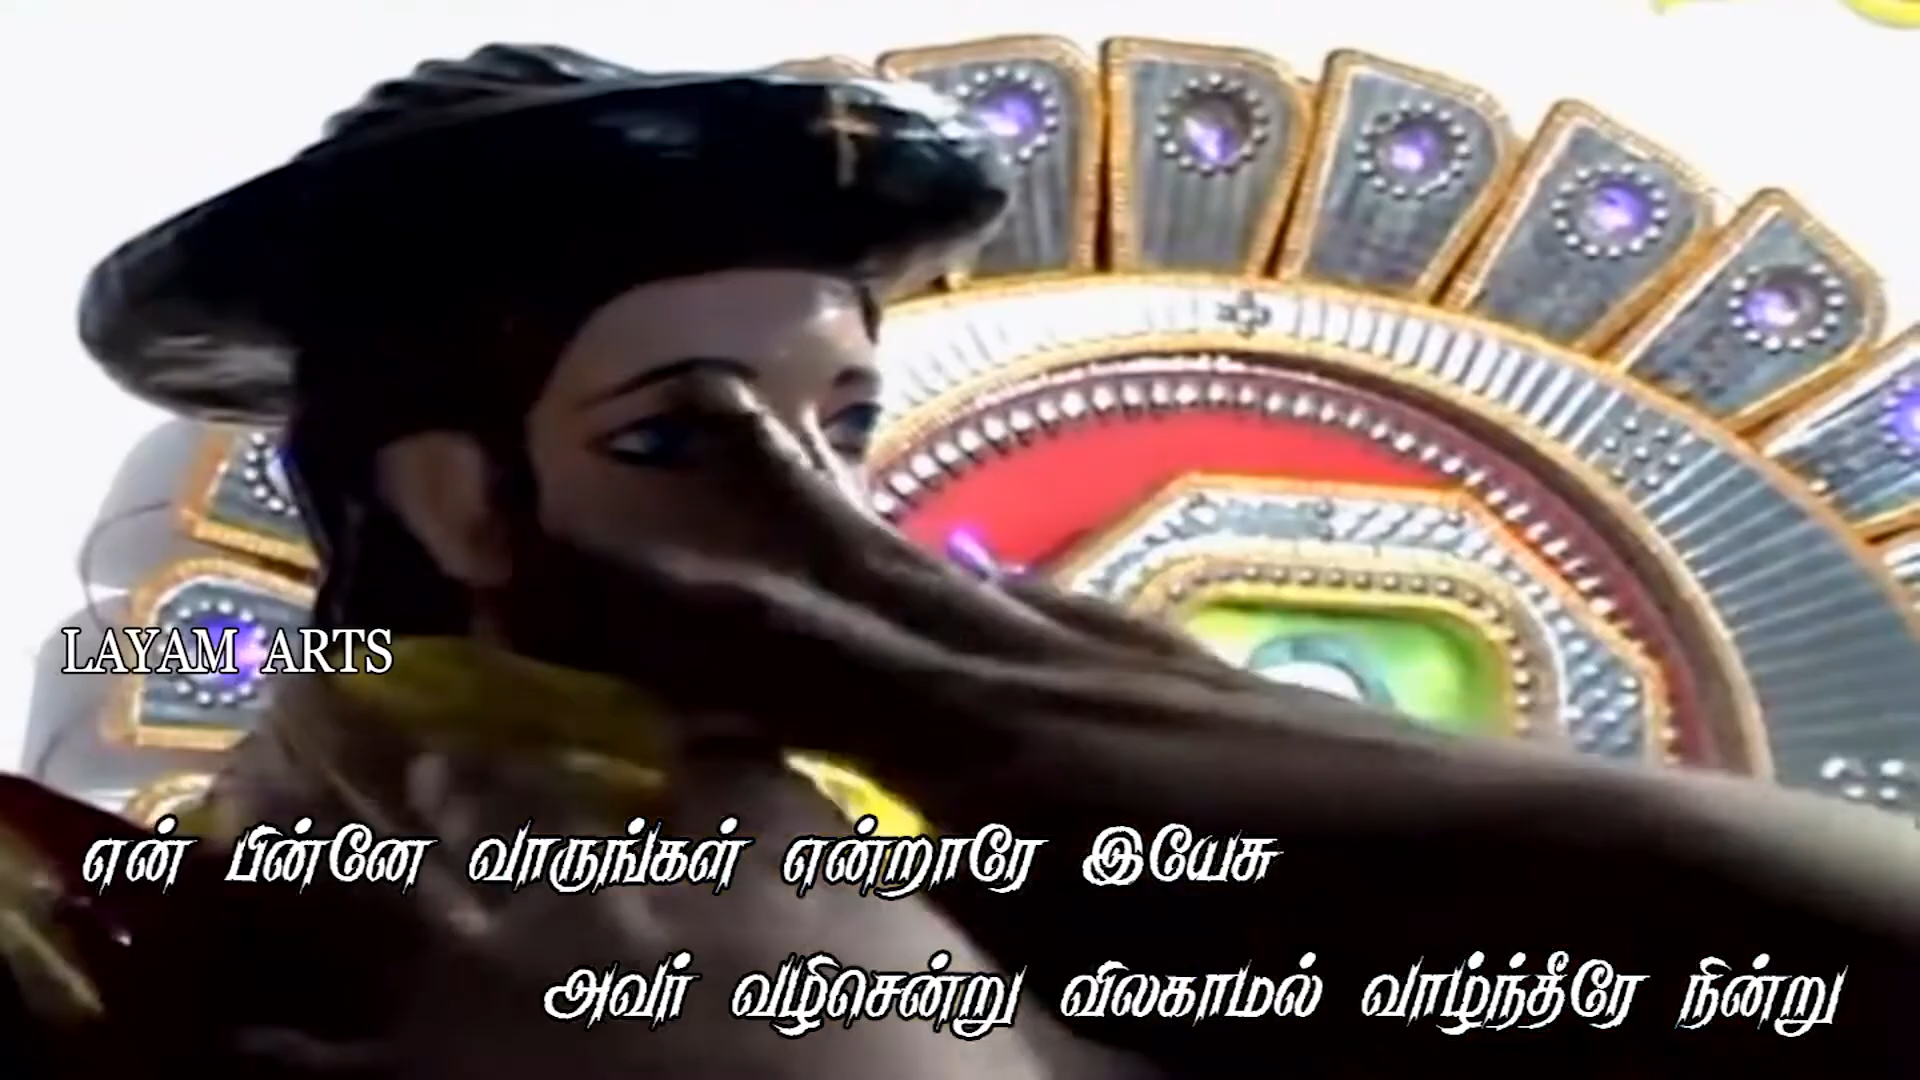 LAYAM ARTS
என் பின்னே வாருங்கள் என்றாரே இயேசு
அவர் வழிசென்று விலகாமல் வாழ்ந்தீரே நின்று